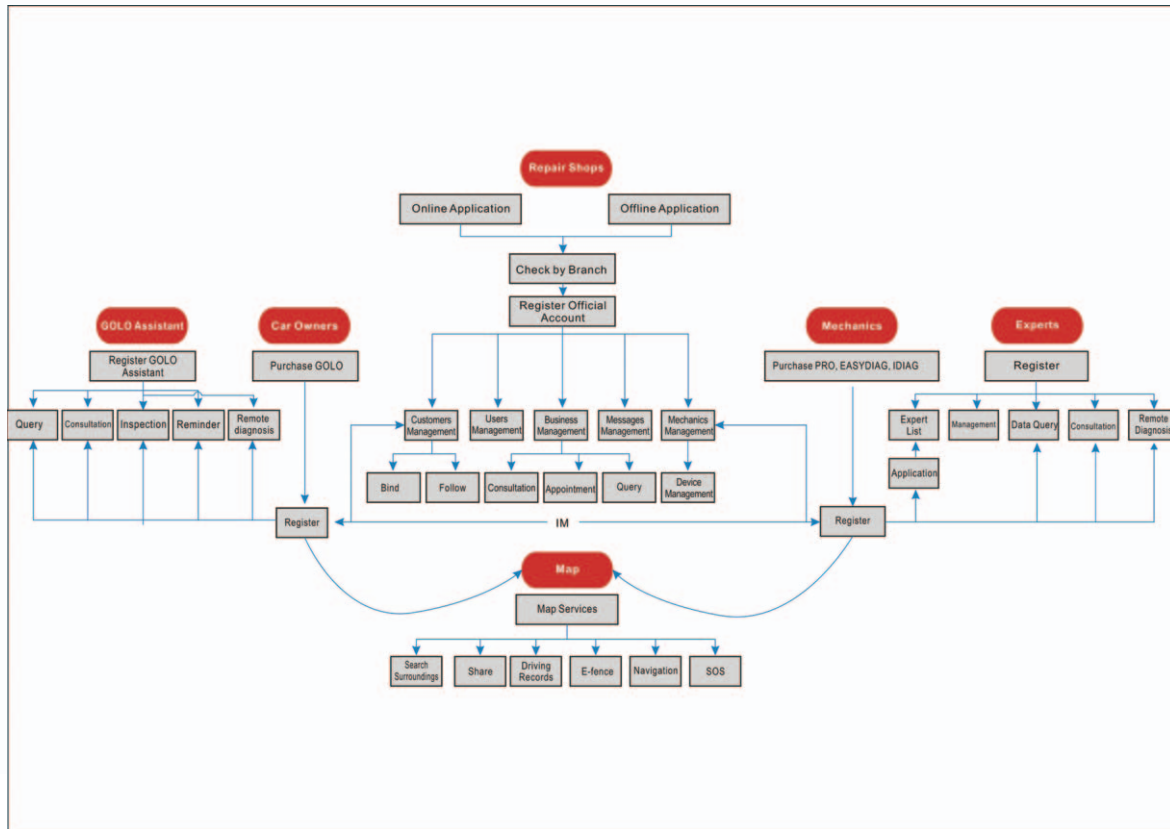 Repair Shops
Online Application
Offline Application
Check by Branch
Register Official
Account
GOLO Assistant
Car Owners
Mechanics
Experts
Register GOLO
Assistant
Purchase GOLO
Purchase PRO, EASYDIAG, IDIAG
Register
Query
Consultation
Inspection
Reminder
Remote
diagnosis
Customers
Management
Users
Management
Business
Management
Messages
Management
Mechanics
Management
Expert
List
Management
Data Query
Consultation
Remote
Diagnosis
Bind
Follow
Consultation
Appointment
Query
Device
Management
Application
Register
IM
Register
Map
Map Services
Search
Surroundings
Share
Driving
Records
E-fence
Navigation
SOS